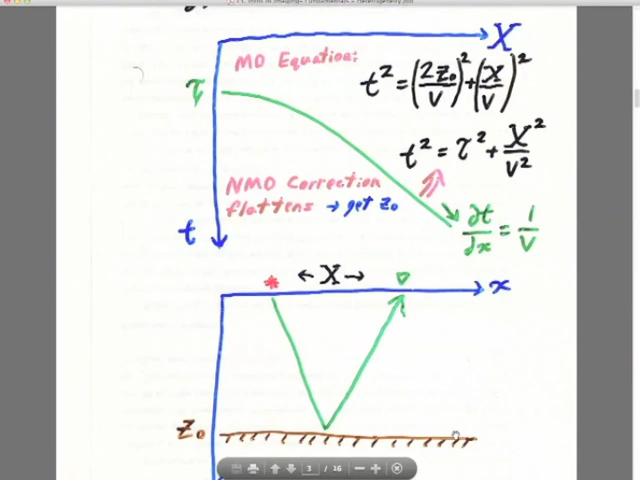 X
MO Equation:
t² = (2z₀/V)² + (X/V)²
τ
t² = τ² + X²/V²
NMO Correction
flattens → get z₀
∂t/∂x = 1/V
t
* ← X → ▽
x
z₀
3 / 16